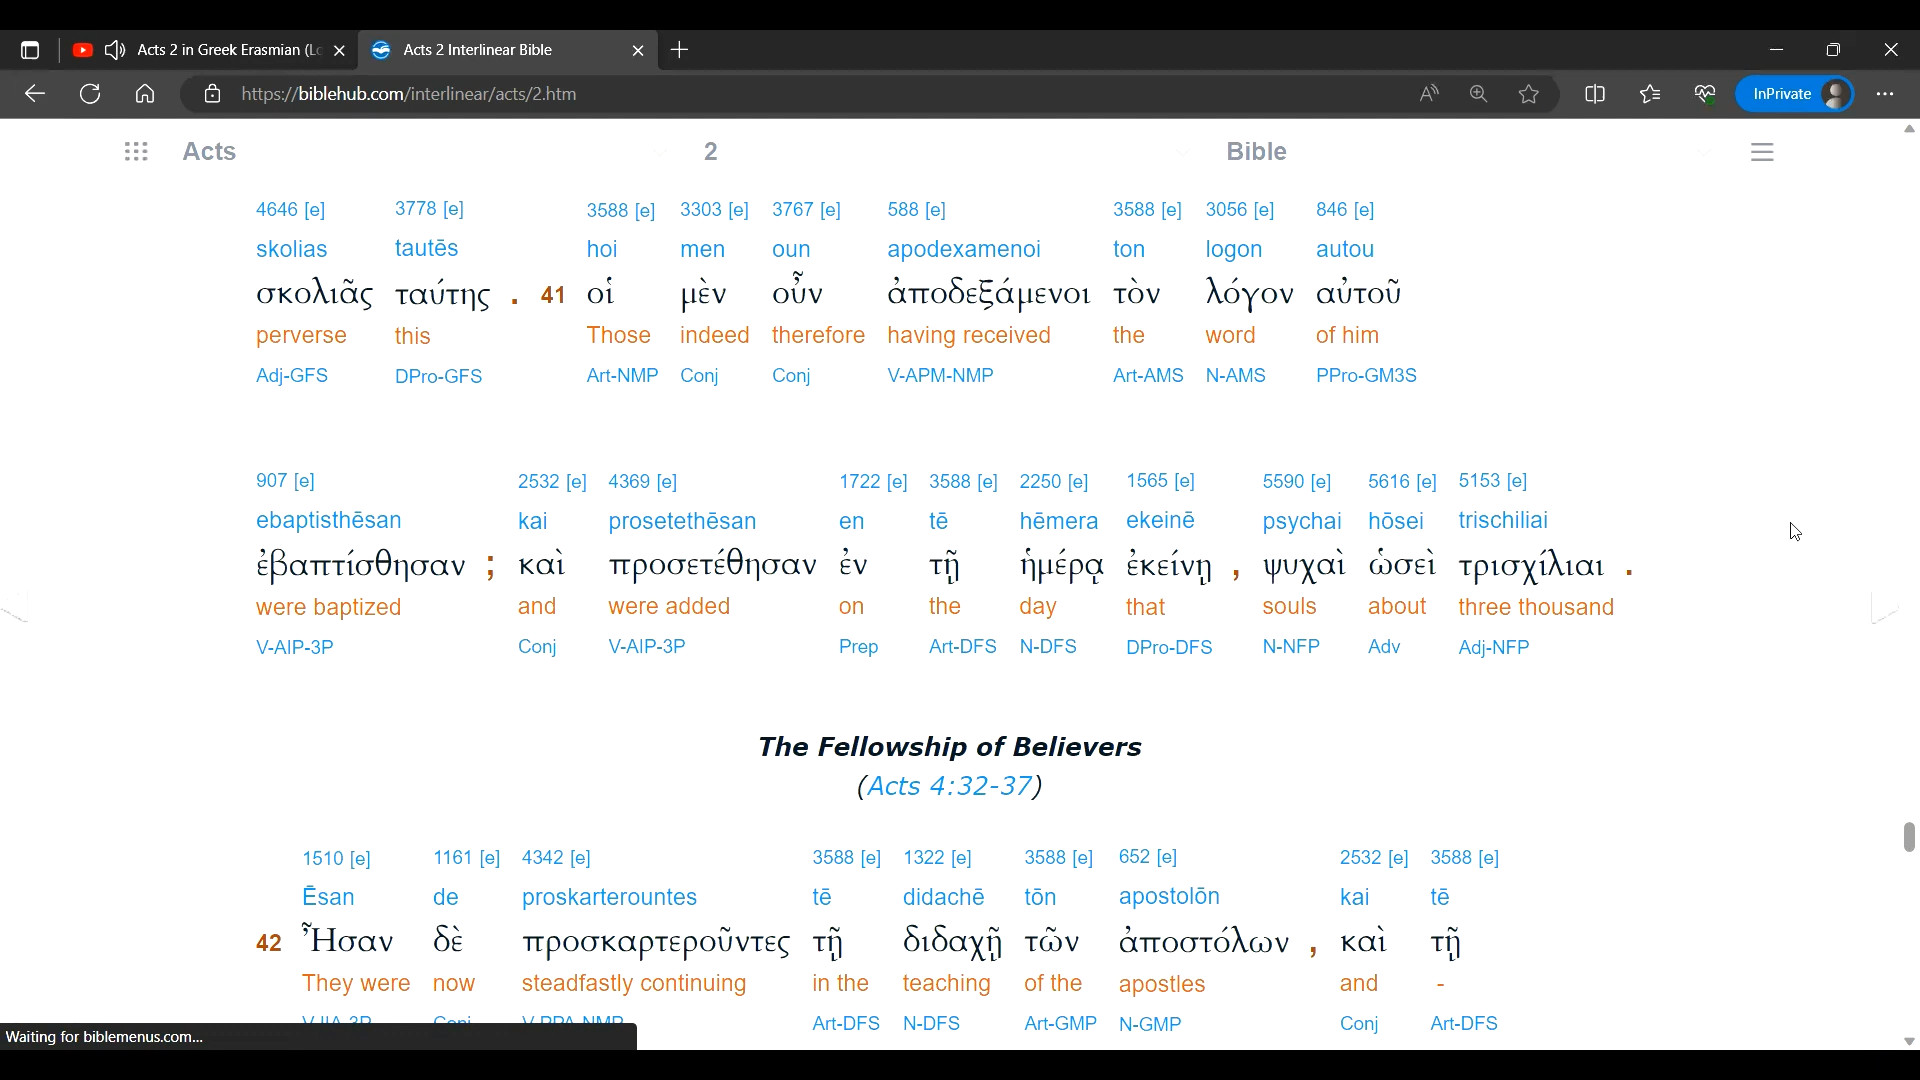 Acts 2 in Greek Erasmian (Lo
Acts 2 Interlinear Bible
https://biblehub.com/interlinear/acts/2.htm
InPrivate
Acts 2 Bible
4646 [e] 3778 [e] 3588 [e] 3303 [e] 3767 [e] 588 [e] 3588 [e] 3056 [e] 846 [e]
skolias tautēs hoi men oun apodexamenoi ton logon autou
σκολιᾶς ταύτης . 41 οἱ μὲν οὖν ἀποδεξάμενοι τὸν λόγον αὐτοῦ
perverse this Those indeed therefore having received the word of him
Adj-GFS DPro-GFS Art-NMP Conj Conj V-APM-NMP Art-AMS N-AMS PPro-GM3S
907 [e] 2532 [e] 4369 [e] 1722 [e] 3588 [e] 2250 [e] 1565 [e] 5590 [e] 5616 [e] 5153 [e]
ebaptisthēsan kai prosetethēsan en tē hēmera ekeinē psychai hōsei trischiliai
ἐβαπτίσθησαν ; καὶ προσετέθησαν ἐν τῇ ἡμέρᾳ ἐκείνῃ , ψυχαὶ ὡσεὶ τρισχίλιαι .
were baptized and were added on the day that souls about three thousand
V-AIP-3P Conj V-AIP-3P Prep Art-DFS N-DFS DPro-DFS N-NFP Adv Adj-NFP
The Fellowship of Believers
(Acts 4:32-37)
1510 [e] 1161 [e] 4342 [e] 3588 [e] 1322 [e] 3588 [e] 652 [e] 2532 [e] 3588 [e]
Ēsan de proskarterountes tē didachē tōn apostolōn kai tē
42 Ἦσαν δὲ προσκαρτεροῦντες τῇ διδαχῇ τῶν ἀποστόλων , καὶ τῇ
They were now steadfastly continuing in the teaching of the apostles and -
V-IIA-3P Conj V-PPA-NMP Art-DFS N-DFS Art-GMP N-GMP Conj Art-DFS
Waiting for biblemenus.com...